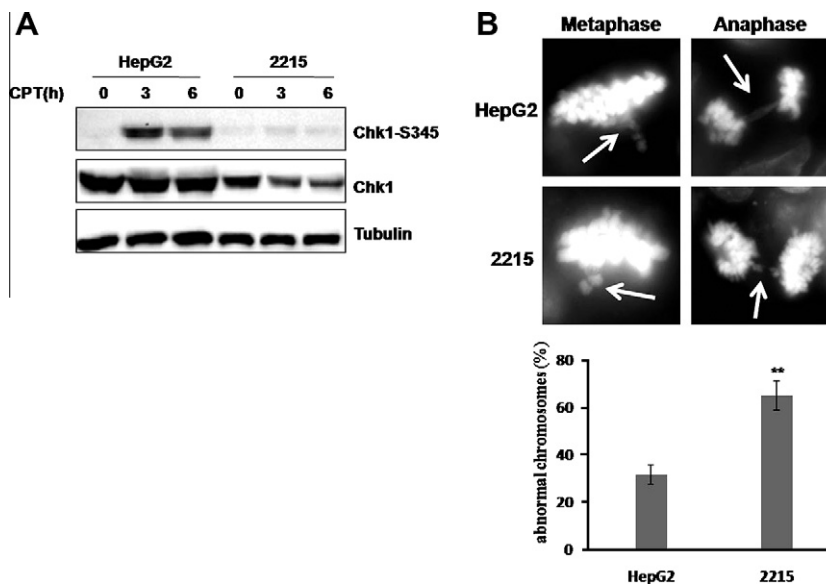 A
HepG2 2215
CPT(h) 0 3 6 0 3 6
Chk1-S345
Chk1
Tubulin
B
Metaphase Anaphase
HepG2
2215
abnormal chromosomes (%)
80
60
40
20
0
**
HepG2 2215